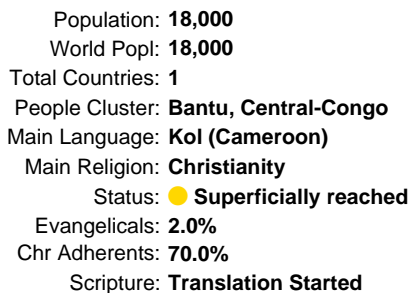 Population: 18,000
World Popl: 18,000
Total Countries: 1
People Cluster: Bantu, Central-Congo
Main Language: Kol (Cameroon)
Main Religion: Christianity
Status: Superficially reached
Evangelicals: 2.0%
Chr Adherents: 70.0%
Scripture: Translation Started